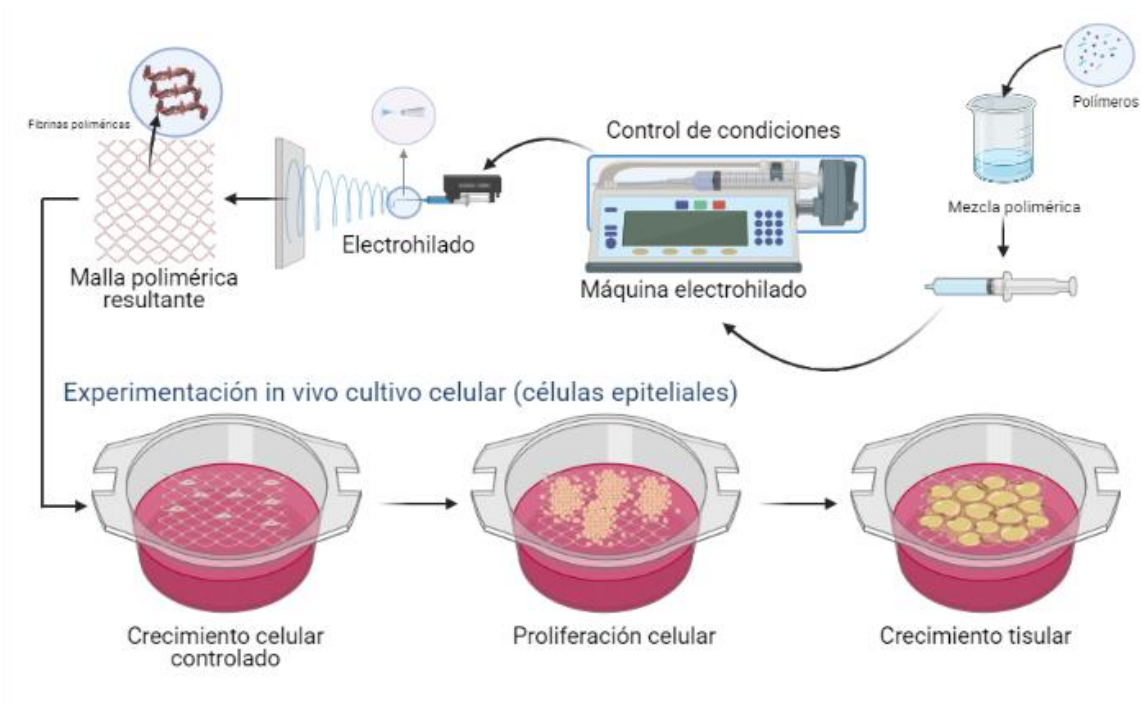 Polímeros
Mezcla polimérica
Control de condiciones
Máquina electrohilado
Electrohilado
Fibrinas poliméricas
Malla polimérica
resultante
Experimentación in vivo cultivo celular (células epiteliales)
Crecimiento celular
controlado
Proliferación celular
Crecimiento tisular